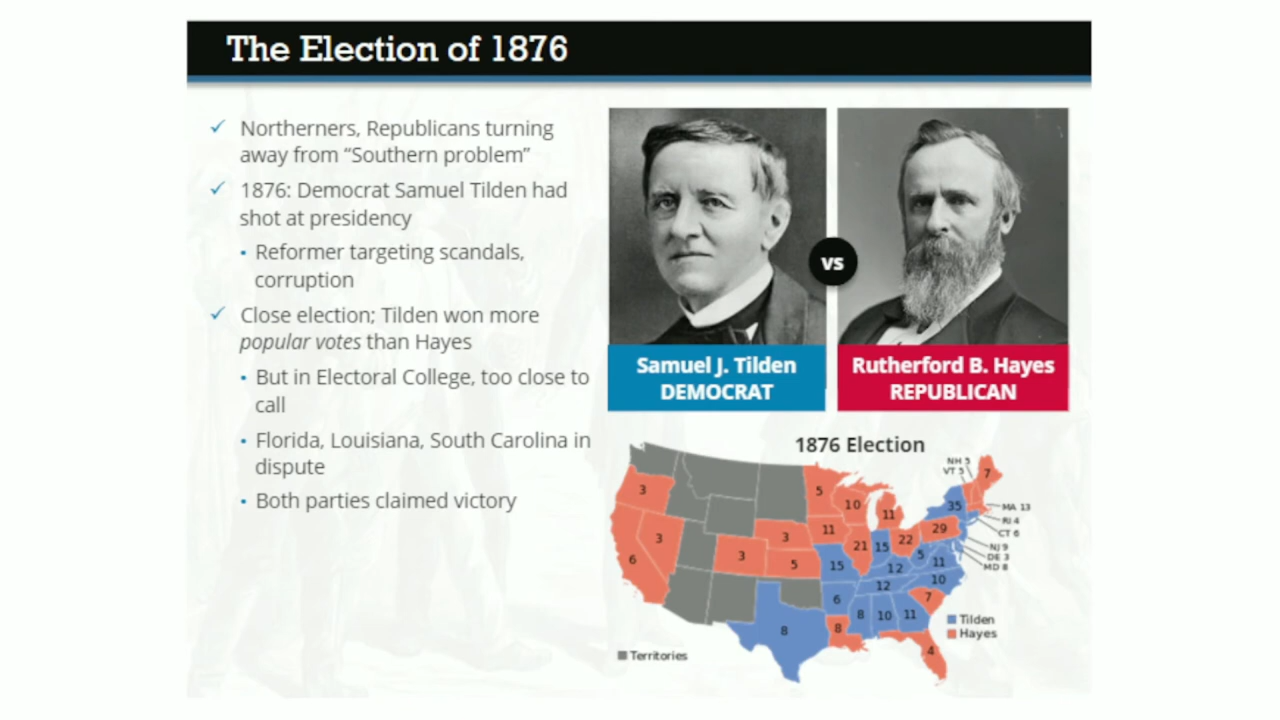 The Election of 1876
✓ Northerners, Republicans turning
away from “Southern problem”
✓ 1876: Democrat Samuel Tilden had
shot at presidency
• Reformer targeting scandals,
corruption
✓ Close election; Tilden won more
popular votes than Hayes
• But in Electoral College, too close to
call
• Florida, Louisiana, South Carolina in
dispute
• Both parties claimed victory
vs
Samuel J. Tilden
DEMOCRAT
Rutherford B. Hayes
REPUBLICAN
1876 Election
NH 5
VT 5
7
3
5
10
35
MA 13
11
RI 4
3
11
29
CT 6
3
22
6
3
21
15
NJ 9
5
15
5
11
DE 3
12
MD 8
12
10
6
7
8
10
11
8
8
4
Tilden
Hayes
Territories